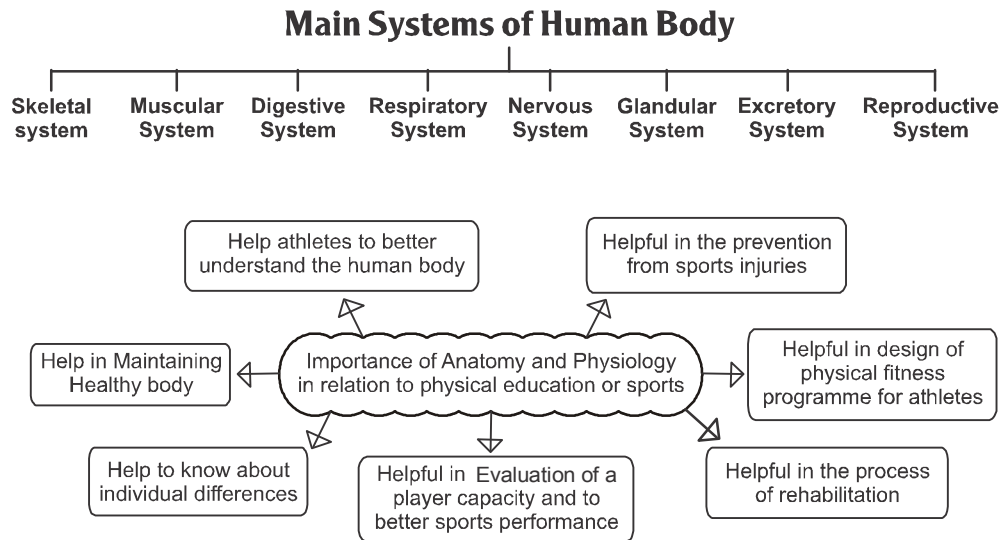 Main Systems of Human Body
Skeletal
system
Muscular
System
Digestive
System
Respiratory
System
Nervous
System
Glandular
System
Excretory
System
Reproductive
System
Help athletes to better
understand the human body
Helpful in the prevention
from sports injuries
Help in Maintaining
Healthy body
Importance of Anatomy and Physiology
in relation to physical education or sports
Helpful in design of
physical fitness
programme for athletes
Help to know about
individual differences
Helpful in Evaluation of a
player capacity and to
better sports performance
Helpful in the process
of rehabilitation